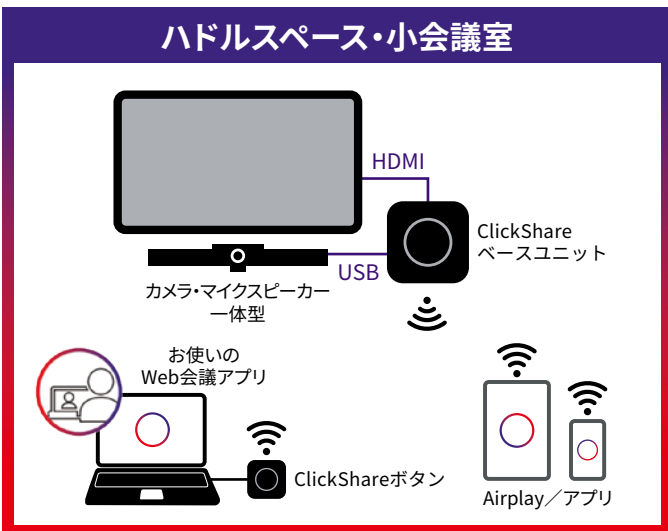 ハドルスペース・小会議室
HDMI
ClickShare
ベースユニット
USB
カメラ・マイクスピーカー
一体型
お使いの
Web会議アプリ
ClickShareボタン
Airplay／アプリ